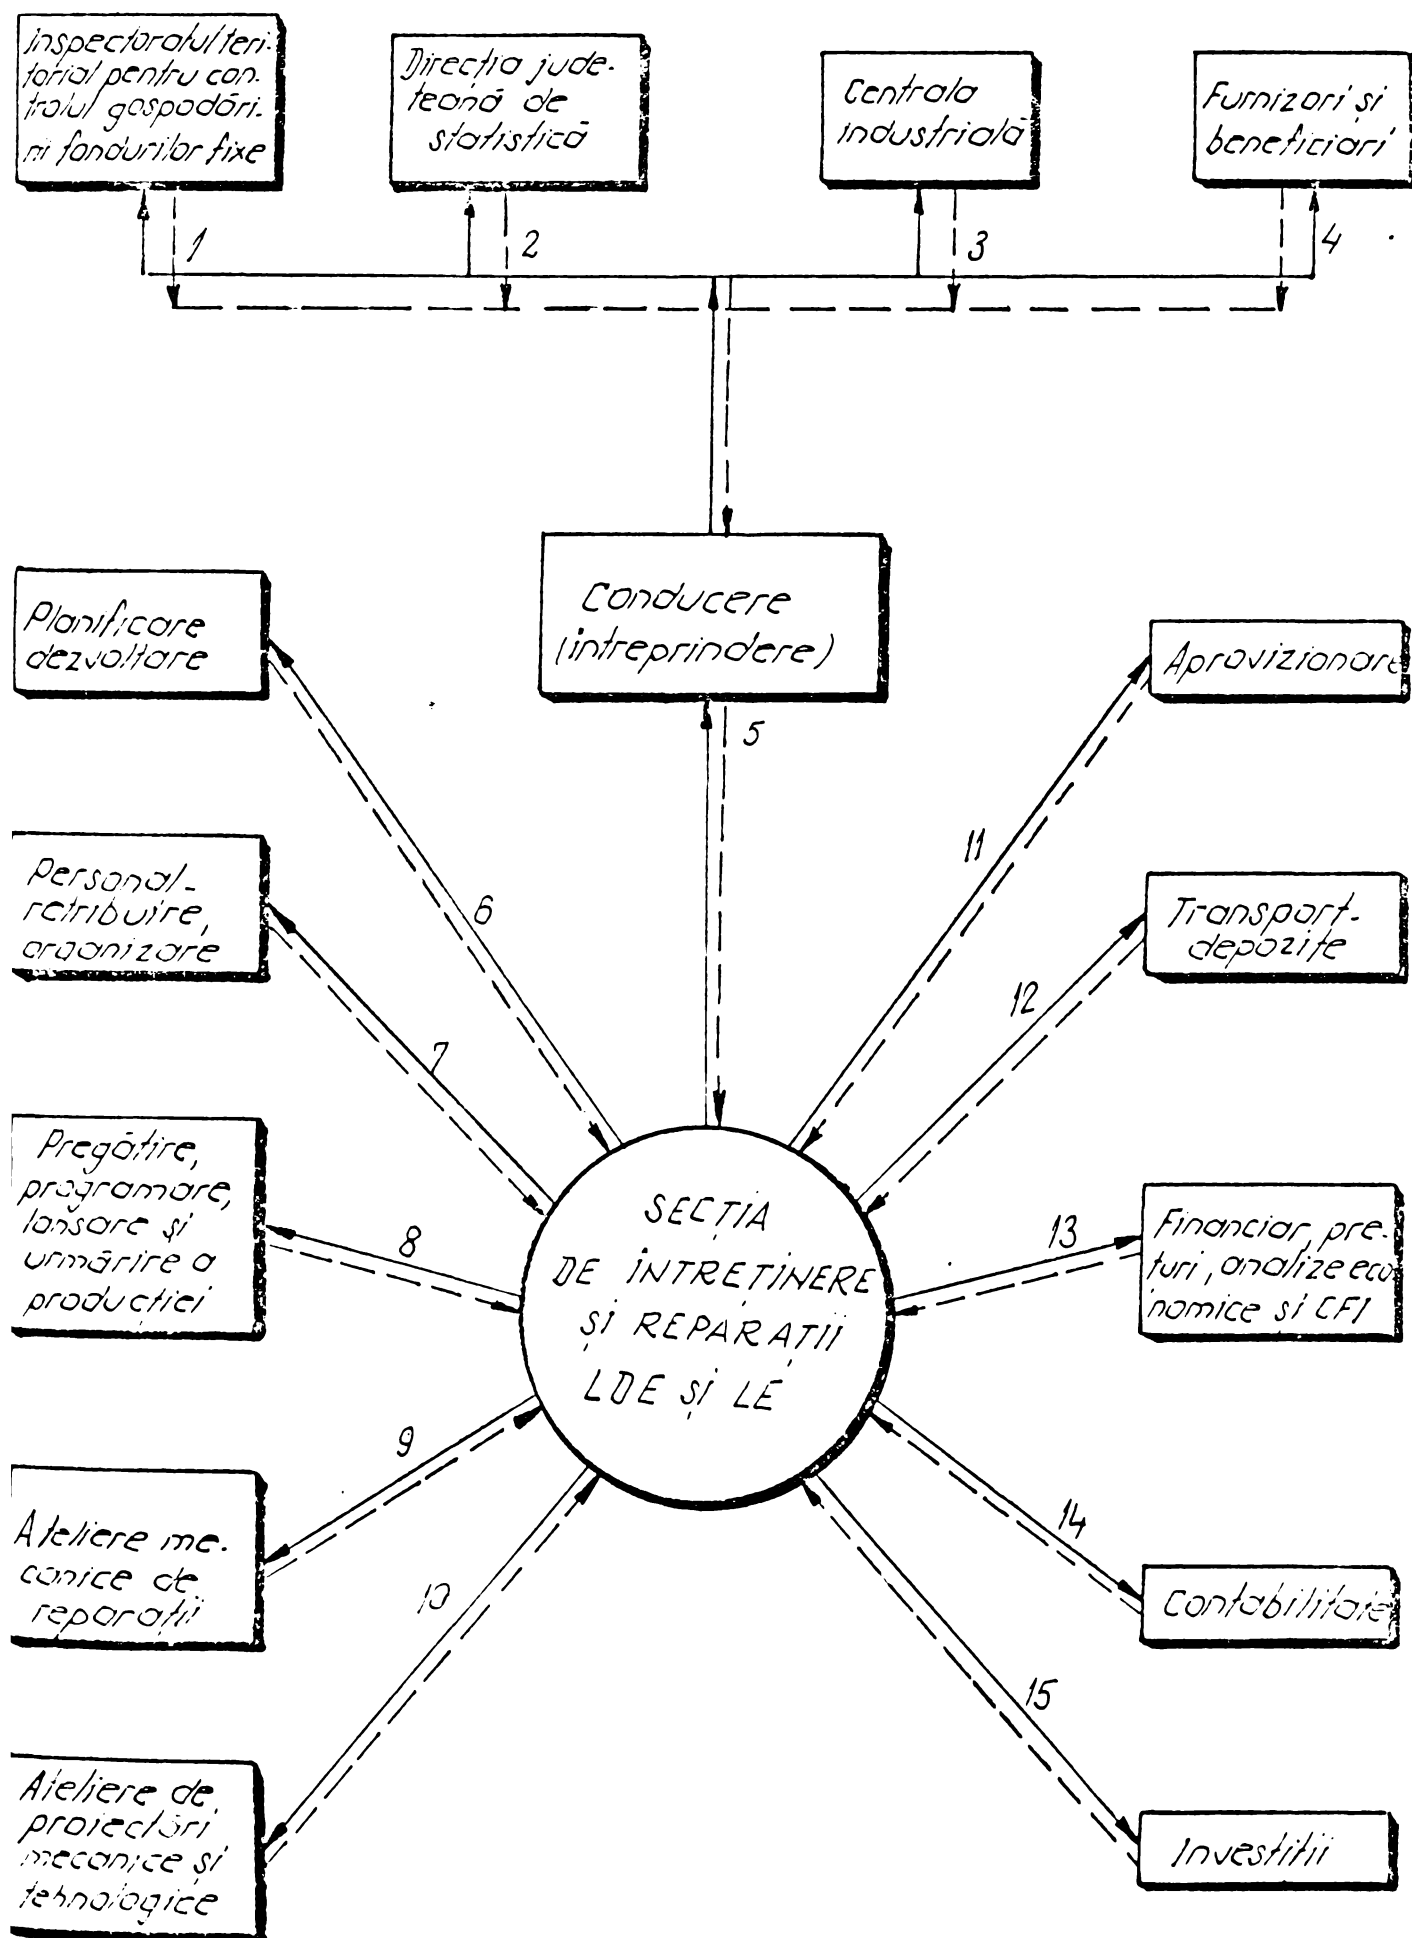 Inspectoratul teri-
torial pentru con-
trolul gospodări-
rii fondurilor fixe
Direcția jude-
țeană de
statistică
Centrala
industrială
Furnizori și
beneficiari
1
2
3
4
Conducere
(întreprindere)
5
Planificare
dezvoltare
Personal-
retribuire,
organizare
Pregătire,
programare,
lansare și
urmărire a
producției
Ateliere me-
canice de
reparații
Ateliere de
proiectări
mecanice și
tehnologice
6
7
8
9
10
SECȚIA
DE ÎNTREȚINERE
ȘI REPARAȚII
LDE ȘI LE
11
12
13
14
15
Aprovizionare
Transport-
depozite
Financiar, pre-
țuri, analize eco
nomice și CFI
Contabilitate
Investiții